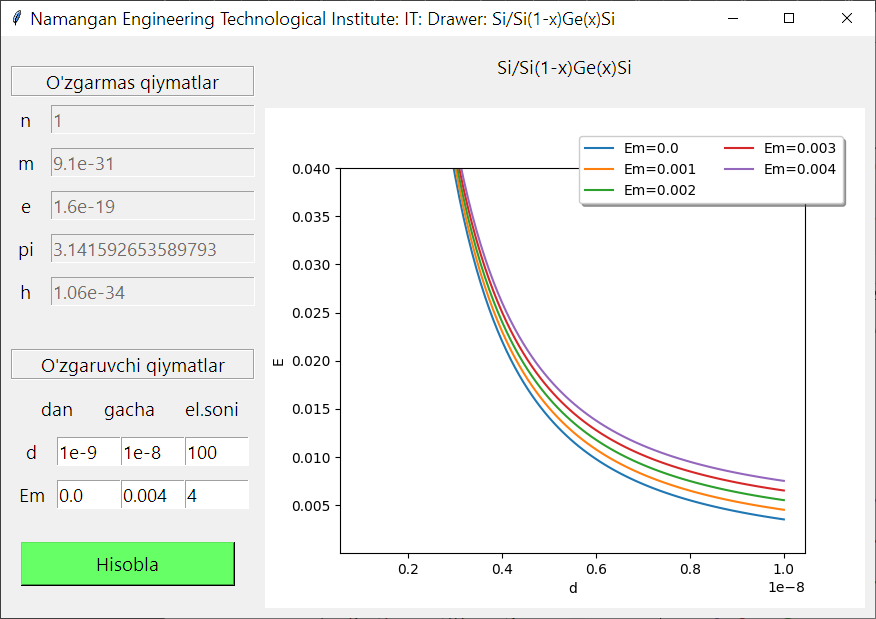 Namangan Engineering Technological Institute: IT: Drawer: Si/Si(1-x)Ge(x)Si
O'zgarmas qiymatlar
n 1
m 9.1e-31
e 1.6e-19
pi 3.141592653589793
h 1.06e-34
O'zgaruvchi qiymatlar
dan gacha el.soni
d 1e-9 1e-8 100
Em 0.0 0.004 4
Hisobla
Si/Si(1-x)Ge(x)Si
Em=0.0 Em=0.003
Em=0.001 Em=0.004
Em=0.002
0.040
0.035
0.030
0.025
0.020
0.015
0.010
0.005
E
0.2 0.4 0.6 0.8 1.0
1e−8
d